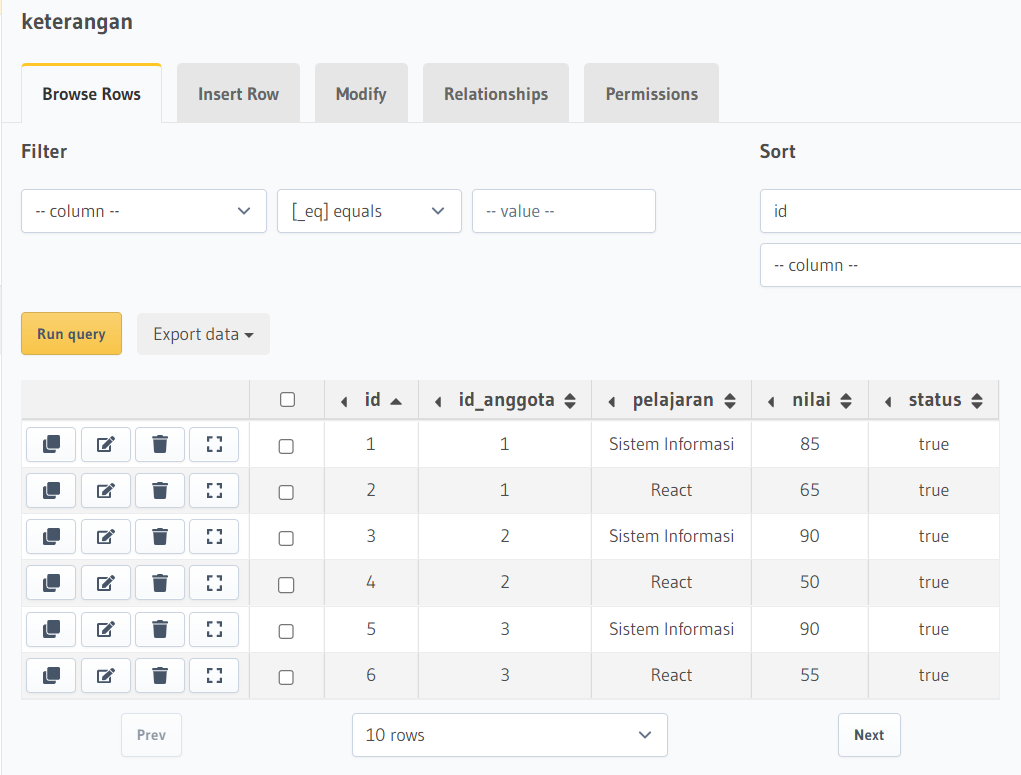 keterangan
Browse Rows Insert Row Modify Relationships Permissions
Filter Sort
-- column -- [_eq] equals -- value -- id
-- column --
Run query Export data
id id_anggota pelajaran nilai status
1 1 Sistem Informasi 85 true
2 1 React 65 true
3 2 Sistem Informasi 90 true
4 2 React 50 true
5 3 Sistem Informasi 90 true
6 3 React 55 true
Prev 10 rows Next